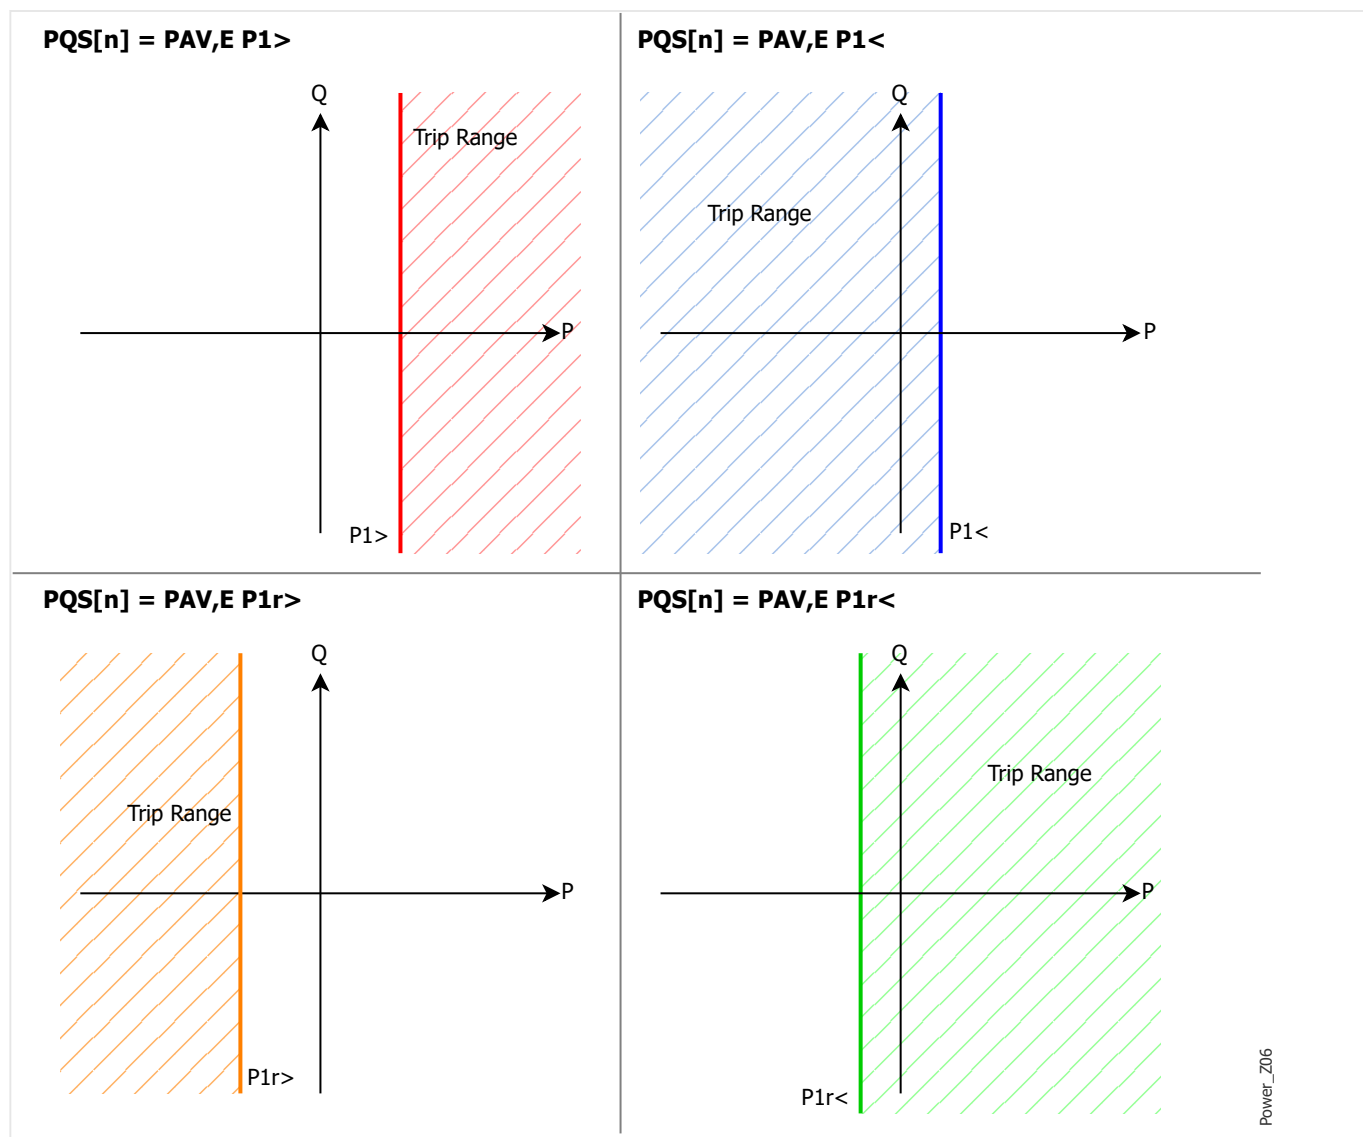 PQS[n] = PAV,E P1>
Q
Trip Range
P
P1>
PQS[n] = PAV,E P1<
Q
Trip Range
P
P1<
PQS[n] = PAV,E P1r>
Q
Trip Range
P
P1r>
PQS[n] = PAV,E P1r<
Q
Trip Range
P
P1r<
Power_Z06